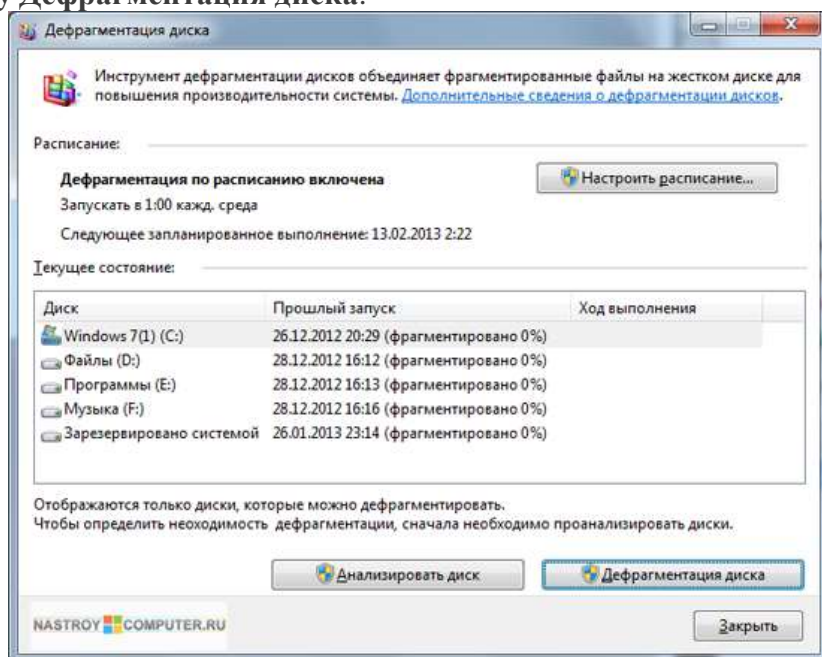 у Дефрагментация диска.
Дефрагментация диска
Инструмент дефрагментации дисков объединяет фрагментированные файлы на жестком диске для
повышения производительности системы. Дополнительные сведения о дефрагментации дисков.
Расписание:
Дефрагментация по расписанию включена
Настроить расписание...
Запускать в 1:00 кажд. среда
Следующее запланированное выполнение: 13.02.2013 2:22
Текущее состояние:
Диск Прошлый запуск Ход выполнения
Windows 7(1) (C:) 26.12.2012 20:29 (фрагментировано 0%)
Файлы (D:) 28.12.2012 16:12 (фрагментировано 0%)
Программы (E:) 28.12.2012 16:13 (фрагментировано 0%)
Музыка (F:) 28.12.2012 16:16 (фрагментировано 0%)
Зарезервировано системой 26.01.2013 23:14 (фрагментировано 0%)
Отображаются только диски, которые можно дефрагментировать.
Чтобы определить неоходимость дефрагментации, сначала необходимо проанализировать диски.
Анализировать диск Дефрагментация диска
NASTROY COMPUTER.RU
Закрыть